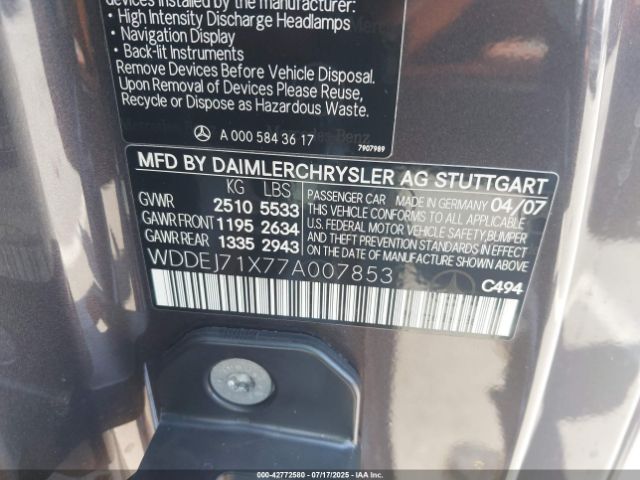 devices installed by the manufacturer:
• High Intensity Discharge Headlamps
• Navigation Display
• Back-lit Instruments
Remove Devices Before Vehicle Disposal.
Upon Removal of Devices Please Reuse,
Recycle or Dispose as Hazardous Waste.
A 000 584 36 17
7907989
MFD BY DAIMLERCHRYSLER AG STUTTGART
KG LBS
GVWR 2510 5533
GAWR FRONT 1195 2634
GAWR REAR 1335 2943
PASSENGER CAR MADE IN GERMANY 04/07
THIS VEHICLE CONFORMS TO ALL APPLICABLE
U.S. FEDERAL MOTOR VEHICLE SAFETY, BUMPER
AND THEFT PREVENTION STANDARDS IN EFFECT
ON THE DATE OF MANUFACTURE SHOWN ABOVE.
WDDEJ71X77A007853
C494
000-42772580 - 07/17/2025 - IAAI.COM